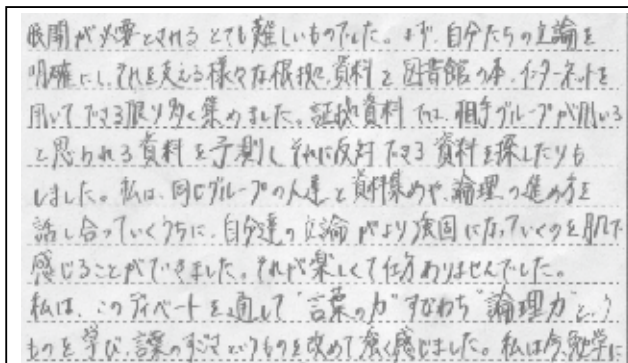 展開が必要とされるとても難しいものでした。まず、自分たちの立論を
明確にし、それを支える様々な根拠、資料を図書館の本、インターネットを
用いてできる限り多く集めました。証拠資料では、相手グループが用いる
と思われる資料を予測しそれに反対できる資料を探したりも
しました。私は、同じグループの人達と資料集めや、論理の進め方を
話し合っていくうちに、自分達の立論がより強固になっていくのを肌で
感じることができました。それが楽しくて仕方ありませんでした。
私は、このディベートを通して"言葉の力"すなわち"論理力"という
ものを学び、言葉のすごさというものを改めて強く感じました。私は今勉学に